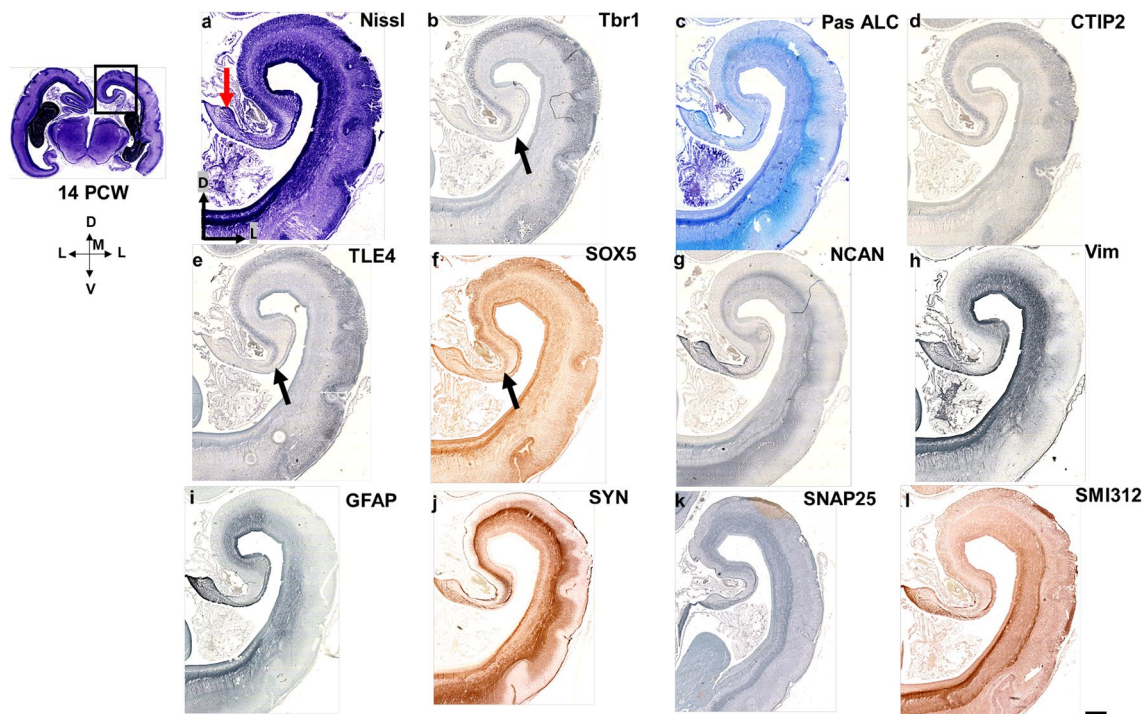 a Nissl
b Tbr1
c Pas ALC
d CTIP2
14 PCW
D
M
L L
V
D
L
e TLE4
f SOX5
g NCAN
h Vim
i GFAP
j SYN
k SNAP25
l SMI312